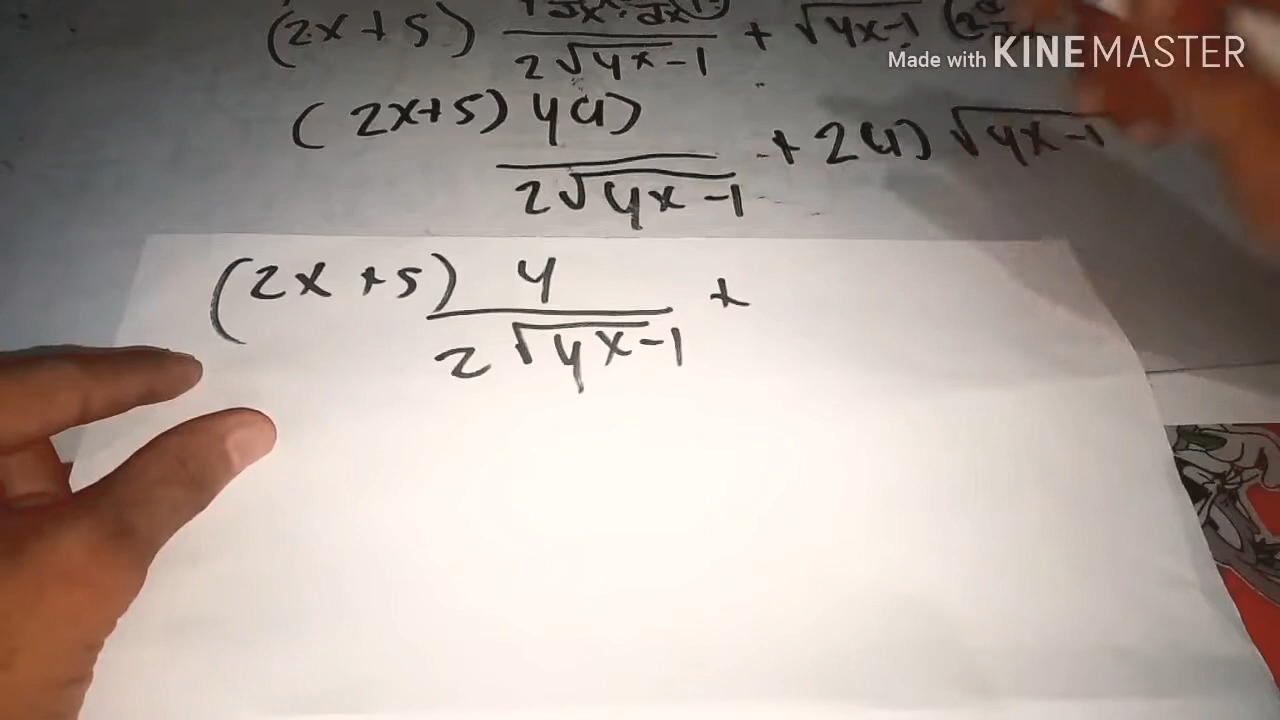 (2x + 5) / 2√4x-1 + √4x-1 (2
Made with KINEMASTER
(2x+5) 4(1) / 2√4x-1 + 2(1) √4x-1
(2x +5) 4 / 2√4x-1 +